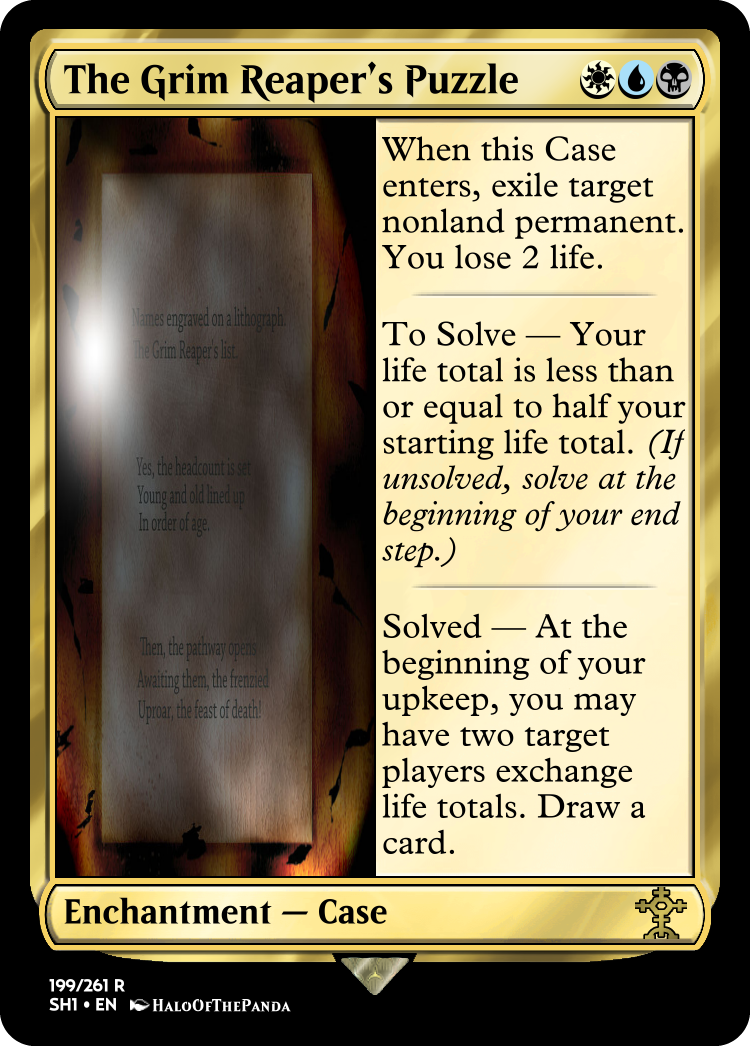 The Grim Reaper's Puzzle
Names engraved on a lithograph.
The Grim Reaper's list.
Yes, the headcount is set
Young and old lined up
In order of age.
Then, the pathway opens
Awaiting them, the frenzied
Uproar, the feast of death!
When this Case
enters, exile target
nonland permanent.
You lose 2 life.
To Solve — Your
life total is less than
or equal to half your
starting life total. (If
unsolved, solve at the
beginning of your end
step.)
Solved — At the
beginning of your
upkeep, you may
have two target
players exchange
life totals. Draw a
card.
Enchantment — Case
199/261 R
SH1 • EN HaloOfThePanda